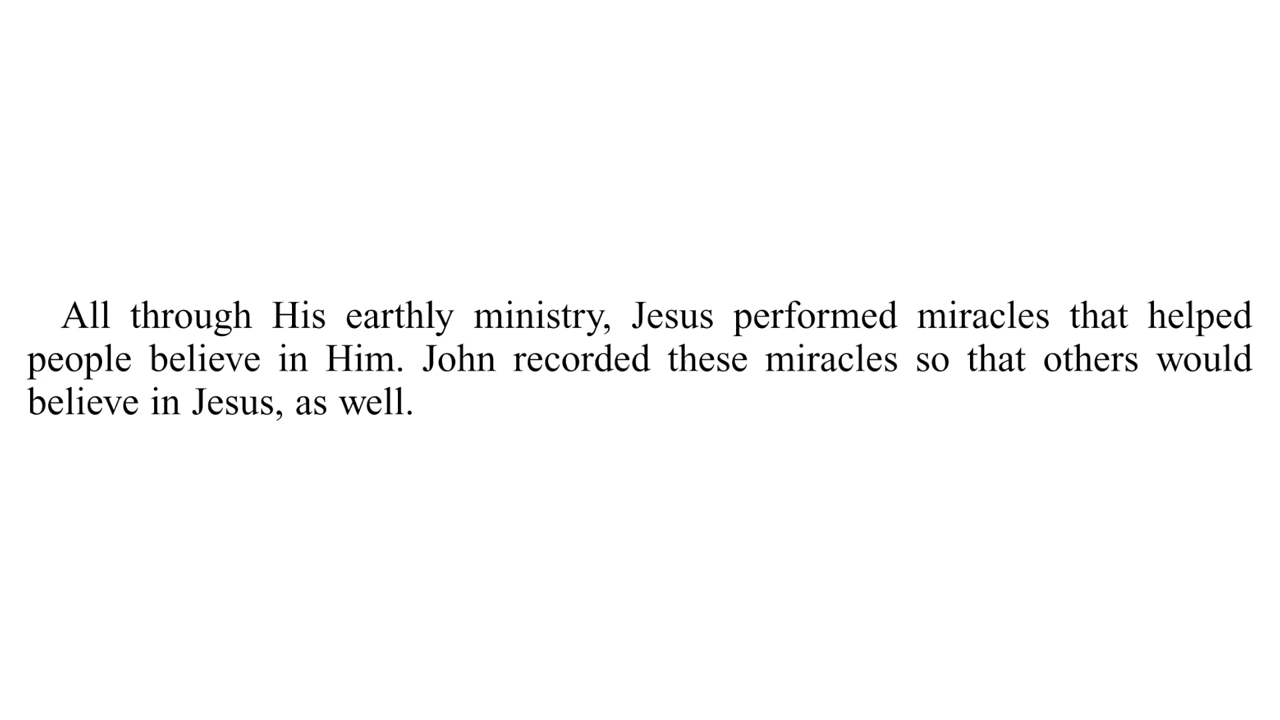 All through His earthly ministry, Jesus performed miracles that helped
people believe in Him. John recorded these miracles so that others would
believe in Jesus, as well.